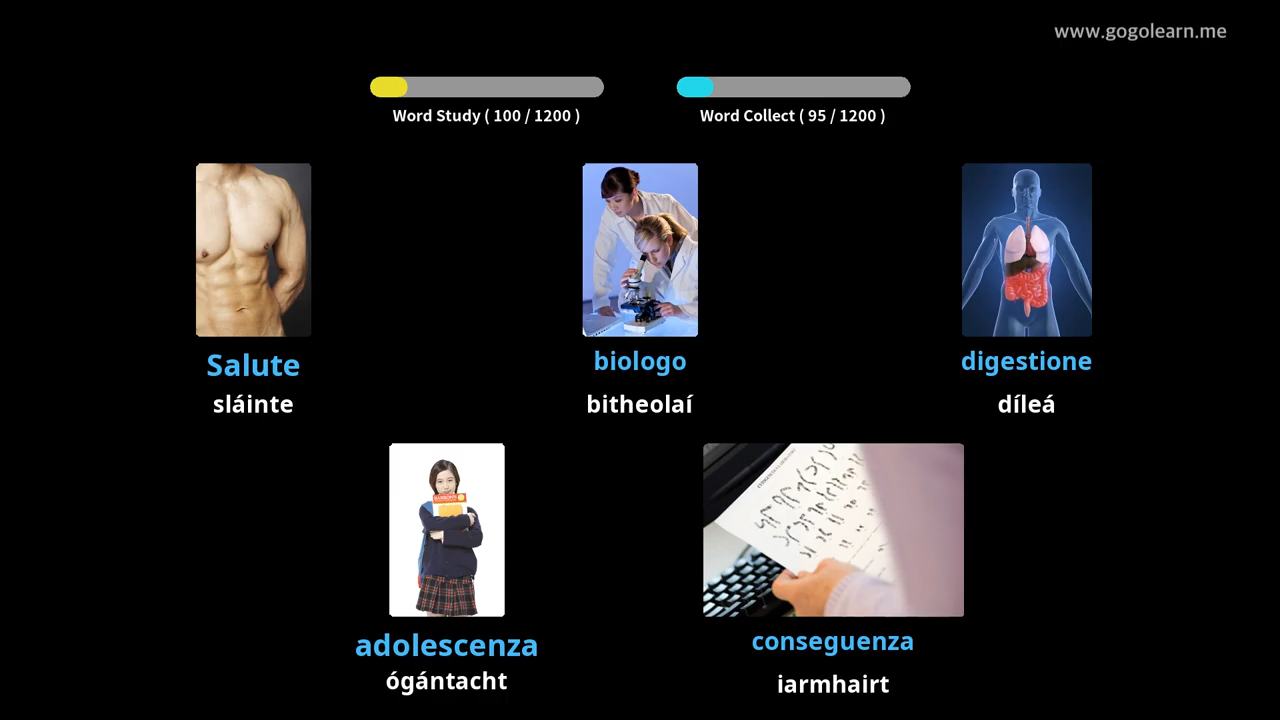 www.gogolearn.me
Word Study ( 100 / 1200 )
Word Collect ( 95 / 1200 )
Salute
sláinte
biologo
bitheolaí
digestione
díleá
adolescenza
ógántacht
conseguenza
iarmhairt